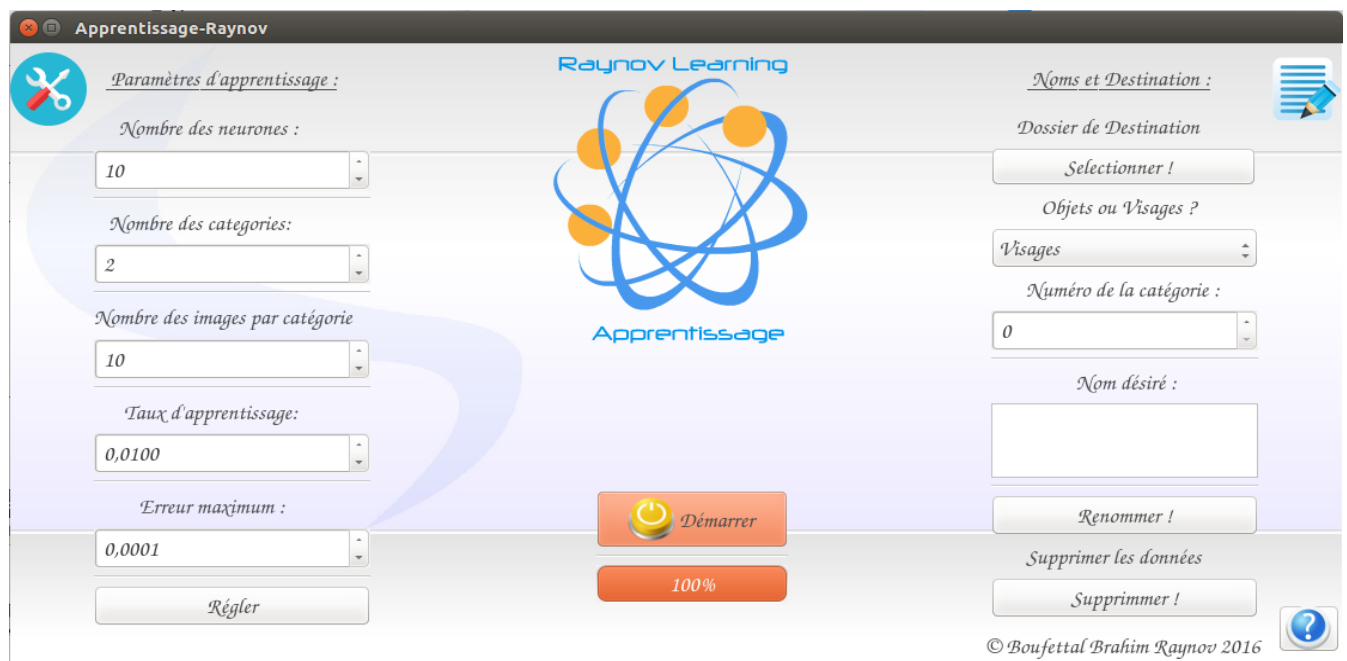 Apprentissage-Raynov
Paramètres d'apprentissage :
Nombre des neurones :
10
Nombre des categories:
2
Nombre des images par catégorie
10
Taux d'apprentissage:
0,0100
Erreur maximum :
0,0001
Régler
Raynov Learning
Apprentissage
Démarrer
100%
Noms et Destination :
Dossier de Destination
Selectionner !
Objets ou Visages ?
Visages
Numéro de la catégorie :
0
Nom désiré :
Renommer !
Supprimer les données
Supprimmer !
© Boufettal Brahim Raynov 2016